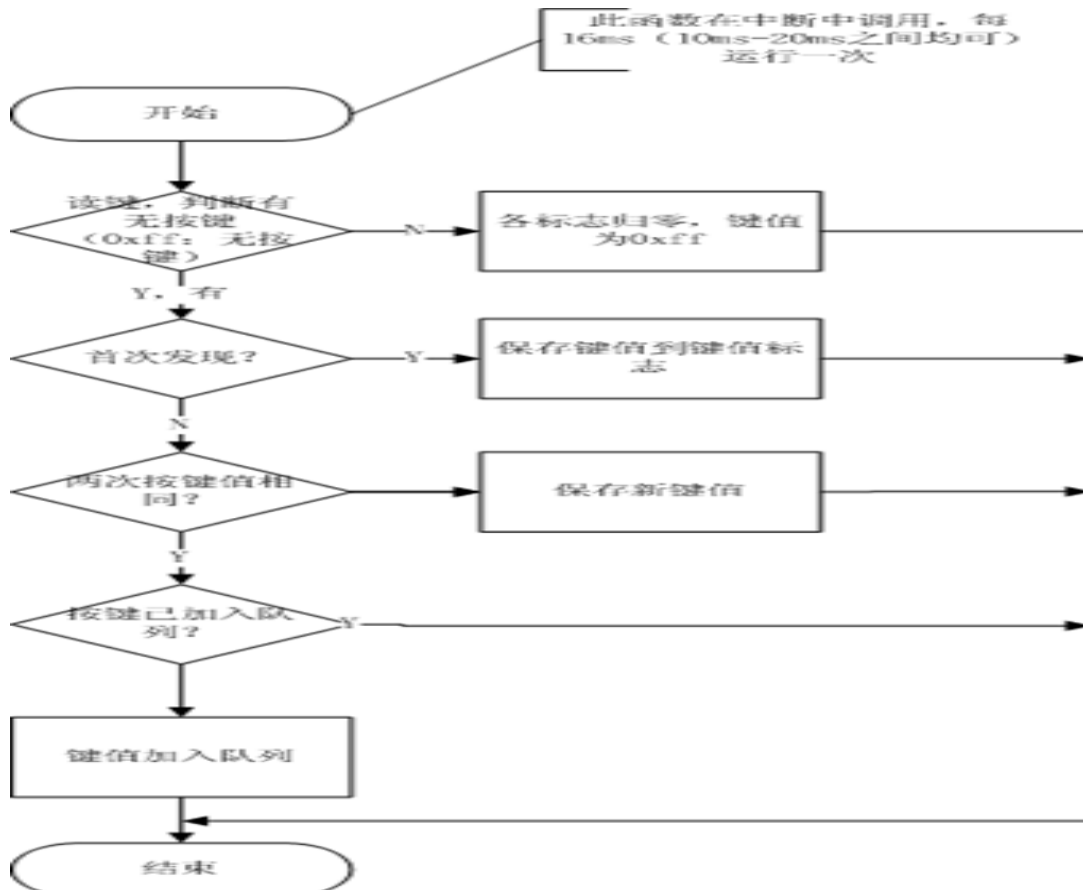 此函数在中断中调用，每
16ms（10ms-20ms之间均可）
运行一次
开始
读键，判断有
无按键
（0xff：无按
键）
N
各标志归零，键值
为0xff
Y，有
首次发现？
Y
保存键值到键值标
志
N
两次按键值相
同？
保存新键值
Y
按键已加入队
列？
Y
键值加入队列
结束